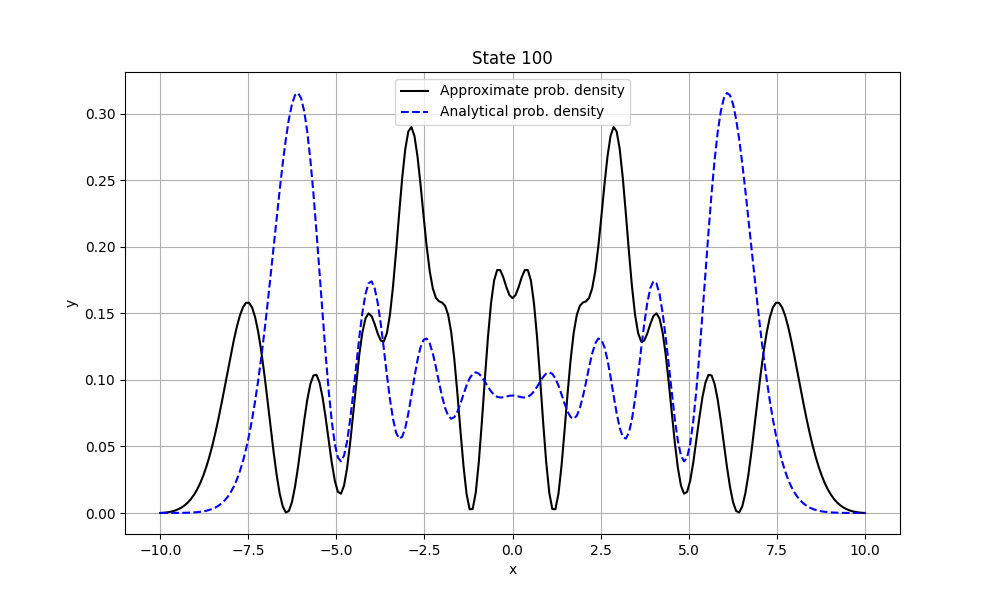 State 100
Approximate prob. density
Analytical prob. density
y
0.30
0.25
0.20
0.15
0.10
0.05
0.00
−10.0 −7.5 −5.0 −2.5 0.0 2.5 5.0 7.5 10.0
x